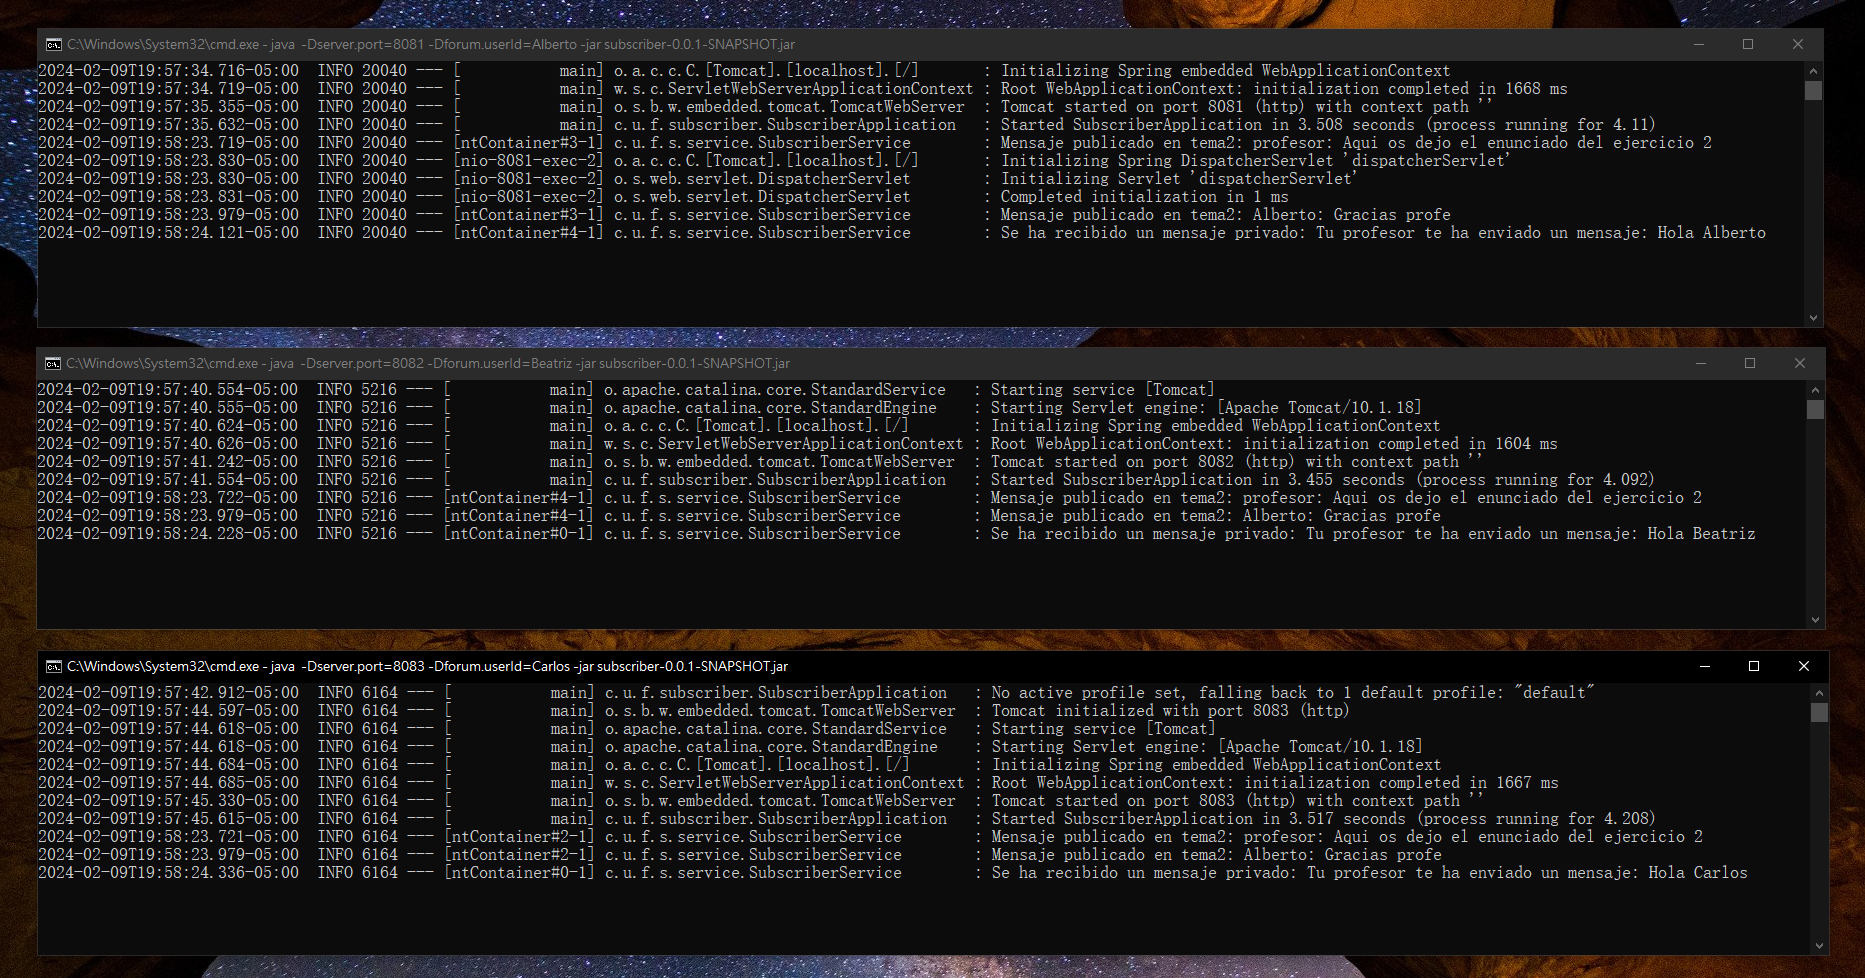 C:\Windows\System32\cmd.exe - java  -Dserver.port=8081 -Dforum.userId=Alberto -jar subscriber-0.0.1-SNAPSHOT.jar
2024-02-09T19:57:34.716-05:00  INFO 20040 --- [           main] o.a.c.c.C.[Tomcat].[localhost].[/]       : Initializing Spring embedded WebApplicationContext
2024-02-09T19:57:34.719-05:00  INFO 20040 --- [           main] w.s.c.ServletWebServerApplicationContext : Root WebApplicationContext: initialization completed in 1668 ms
2024-02-09T19:57:35.355-05:00  INFO 20040 --- [           main] o.s.b.w.embedded.tomcat.TomcatWebServer  : Tomcat started on port 8081 (http) with context path ''
2024-02-09T19:57:35.632-05:00  INFO 20040 --- [           main] c.u.f.subscriber.SubscriberApplication   : Started SubscriberApplication in 3.508 seconds (process running for 4.11)
2024-02-09T19:58:23.719-05:00  INFO 20040 --- [ntContainer#3-1] c.u.f.s.service.SubscriberService        : Mensaje publicado en tema2: profesor: Aqui os dejo el enunciado del ejercicio 2
2024-02-09T19:58:23.830-05:00  INFO 20040 --- [nio-8081-exec-2] o.a.c.c.C.[Tomcat].[localhost].[/]       : Initializing Spring DispatcherServlet 'dispatcherServlet'
2024-02-09T19:58:23.830-05:00  INFO 20040 --- [nio-8081-exec-2] o.s.web.servlet.DispatcherServlet        : Initializing Servlet 'dispatcherServlet'
2024-02-09T19:58:23.831-05:00  INFO 20040 --- [nio-8081-exec-2] o.s.web.servlet.DispatcherServlet        : Completed initialization in 1 ms
2024-02-09T19:58:23.979-05:00  INFO 20040 --- [ntContainer#3-1] c.u.f.s.service.SubscriberService        : Mensaje publicado en tema2: Alberto: Gracias profe
2024-02-09T19:58:24.121-05:00  INFO 20040 --- [ntContainer#4-1] c.u.f.s.service.SubscriberService        : Se ha recibido un mensaje privado: Tu profesor te ha enviado un mensaje: Hola Alberto
C:\Windows\System32\cmd.exe - java  -Dserver.port=8082 -Dforum.userId=Beatriz -jar subscriber-0.0.1-SNAPSHOT.jar
2024-02-09T19:57:40.554-05:00  INFO 5216 --- [           main] o.apache.catalina.core.StandardService   : Starting service [Tomcat]
2024-02-09T19:57:40.555-05:00  INFO 5216 --- [           main] o.apache.catalina.core.StandardEngine    : Starting Servlet engine: [Apache Tomcat/10.1.18]
2024-02-09T19:57:40.624-05:00  INFO 5216 --- [           main] o.a.c.c.C.[Tomcat].[localhost].[/]       : Initializing Spring embedded WebApplicationContext
2024-02-09T19:57:40.626-05:00  INFO 5216 --- [           main] w.s.c.ServletWebServerApplicationContext : Root WebApplicationContext: initialization completed in 1604 ms
2024-02-09T19:57:41.242-05:00  INFO 5216 --- [           main] o.s.b.w.embedded.tomcat.TomcatWebServer  : Tomcat started on port 8082 (http) with context path ''
2024-02-09T19:57:41.554-05:00  INFO 5216 --- [           main] c.u.f.subscriber.SubscriberApplication   : Started SubscriberApplication in 3.455 seconds (process running for 4.092)
2024-02-09T19:58:23.722-05:00  INFO 5216 --- [ntContainer#4-1] c.u.f.s.service.SubscriberService        : Mensaje publicado en tema2: profesor: Aqui os dejo el enunciado del ejercicio 2
2024-02-09T19:58:23.979-05:00  INFO 5216 --- [ntContainer#4-1] c.u.f.s.service.SubscriberService        : Mensaje publicado en tema2: Alberto: Gracias profe
2024-02-09T19:58:24.228-05:00  INFO 5216 --- [ntContainer#0-1] c.u.f.s.service.SubscriberService        : Se ha recibido un mensaje privado: Tu profesor te ha enviado un mensaje: Hola Beatriz
C:\Windows\System32\cmd.exe - java  -Dserver.port=8083 -Dforum.userId=Carlos -jar subscriber-0.0.1-SNAPSHOT.jar
2024-02-09T19:57:42.912-05:00  INFO 6164 --- [           main] c.u.f.subscriber.SubscriberApplication   : No active profile set, falling back to 1 default profile: "default"
2024-02-09T19:57:44.597-05:00  INFO 6164 --- [           main] o.s.b.w.embedded.tomcat.TomcatWebServer  : Tomcat initialized with port 8083 (http)
2024-02-09T19:57:44.618-05:00  INFO 6164 --- [           main] o.apache.catalina.core.StandardService   : Starting service [Tomcat]
2024-02-09T19:57:44.618-05:00  INFO 6164 --- [           main] o.apache.catalina.core.StandardEngine    : Starting Servlet engine: [Apache Tomcat/10.1.18]
2024-02-09T19:57:44.684-05:00  INFO 6164 --- [           main] o.a.c.c.C.[Tomcat].[localhost].[/]       : Initializing Spring embedded WebApplicationContext
2024-02-09T19:57:44.685-05:00  INFO 6164 --- [           main] w.s.c.ServletWebServerApplicationContext : Root WebApplicationContext: initialization completed in 1667 ms
2024-02-09T19:57:45.330-05:00  INFO 6164 --- [           main] o.s.b.w.embedded.tomcat.TomcatWebServer  : Tomcat started on port 8083 (http) with context path ''
2024-02-09T19:57:45.615-05:00  INFO 6164 --- [           main] c.u.f.subscriber.SubscriberApplication   : Started SubscriberApplication in 3.517 seconds (process running for 4.208)
2024-02-09T19:58:23.721-05:00  INFO 6164 --- [ntContainer#2-1] c.u.f.s.service.SubscriberService        : Mensaje publicado en tema2: profesor: Aqui os dejo el enunciado del ejercicio 2
2024-02-09T19:58:23.979-05:00  INFO 6164 --- [ntContainer#2-1] c.u.f.s.service.SubscriberService        : Mensaje publicado en tema2: Alberto: Gracias profe
2024-02-09T19:58:24.336-05:00  INFO 6164 --- [ntContainer#0-1] c.u.f.s.service.SubscriberService        : Se ha recibido un mensaje privado: Tu profesor te ha enviado un mensaje: Hola Carlos